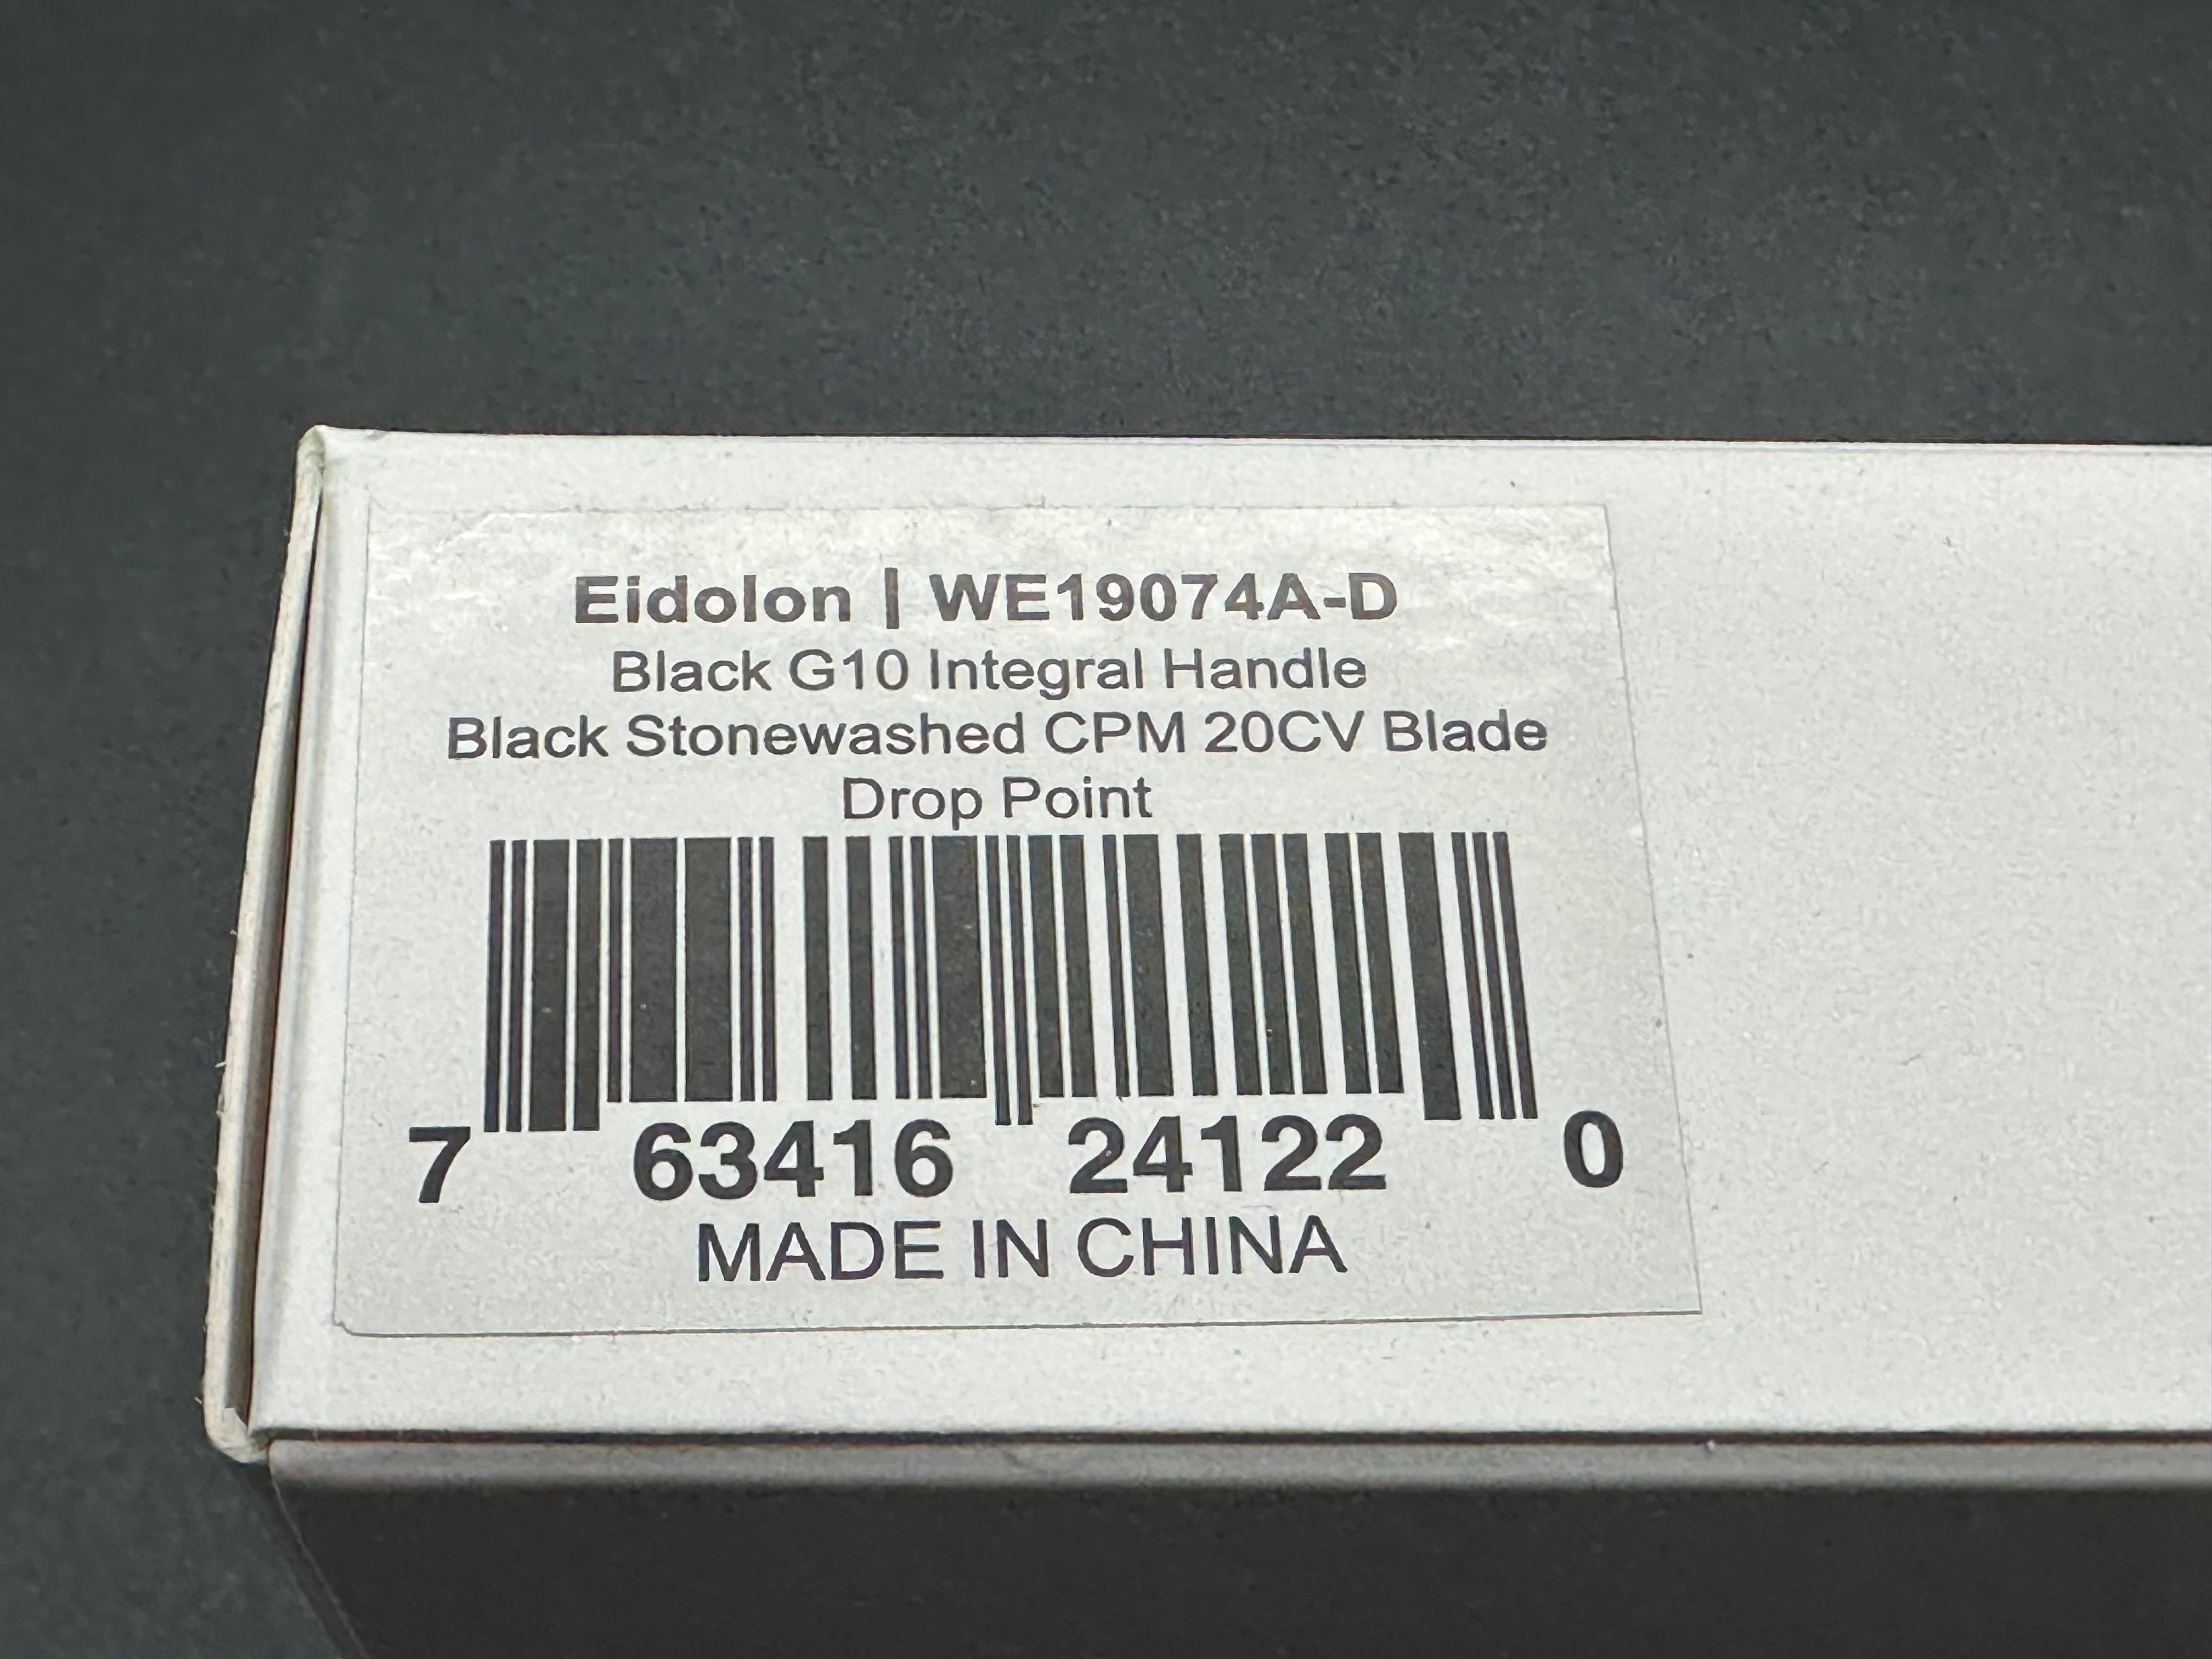 Eidolon | WE19074A-D
Black G10 Integral Handle
Black Stonewashed CPM 20CV Blade
Drop Point
7 63416 24122 0
MADE IN CHINA